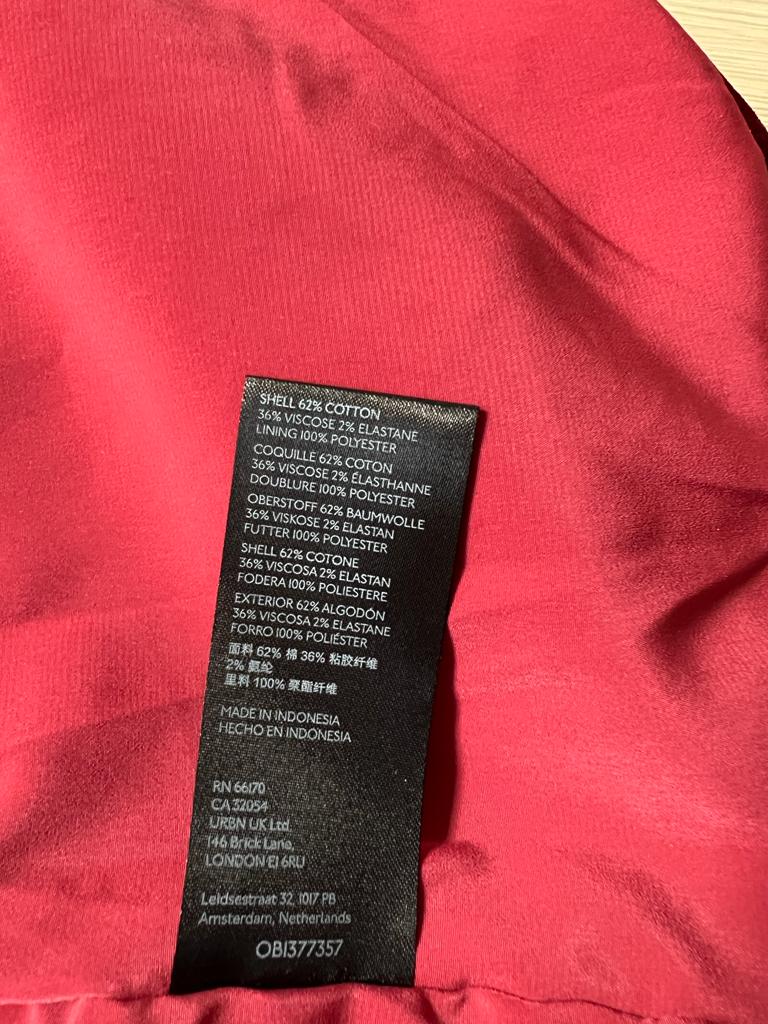 SHELL 62% COTTON
36% VISCOSE 2% ELASTANE
LINING 100% POLYESTER
COQUILLE 62% COTON
36% VISCOSE 2% ÉLASTHANNE
DOUBLURE 100% POLYESTER
OBERSTOFF 62% BAUMWOLLE
36% VISKOSE 2% ELASTAN
FUTTER 100% POLYESTER
SHELL 62% COTONE
36% VISCOSA 2% ELASTAN
FODERA 100% POLIESTERE
EXTERIOR 62% ALGODÓN
36% VISCOSA 2% ELASTANE
FORRO 100% POLIÉSTER
面料 62% 棉 36% 粘胶纤维
2% 氨纶
里料 100% 聚酯纤维
MADE IN INDONESIA
HECHO EN INDONESIA
RN 66170
CA 32054
URBN UK Ltd.
146 Brick Lane,
LONDON E1 6RU
Leidsestraat 32, 1017 PB
Amsterdam, Netherlands
OB1377357